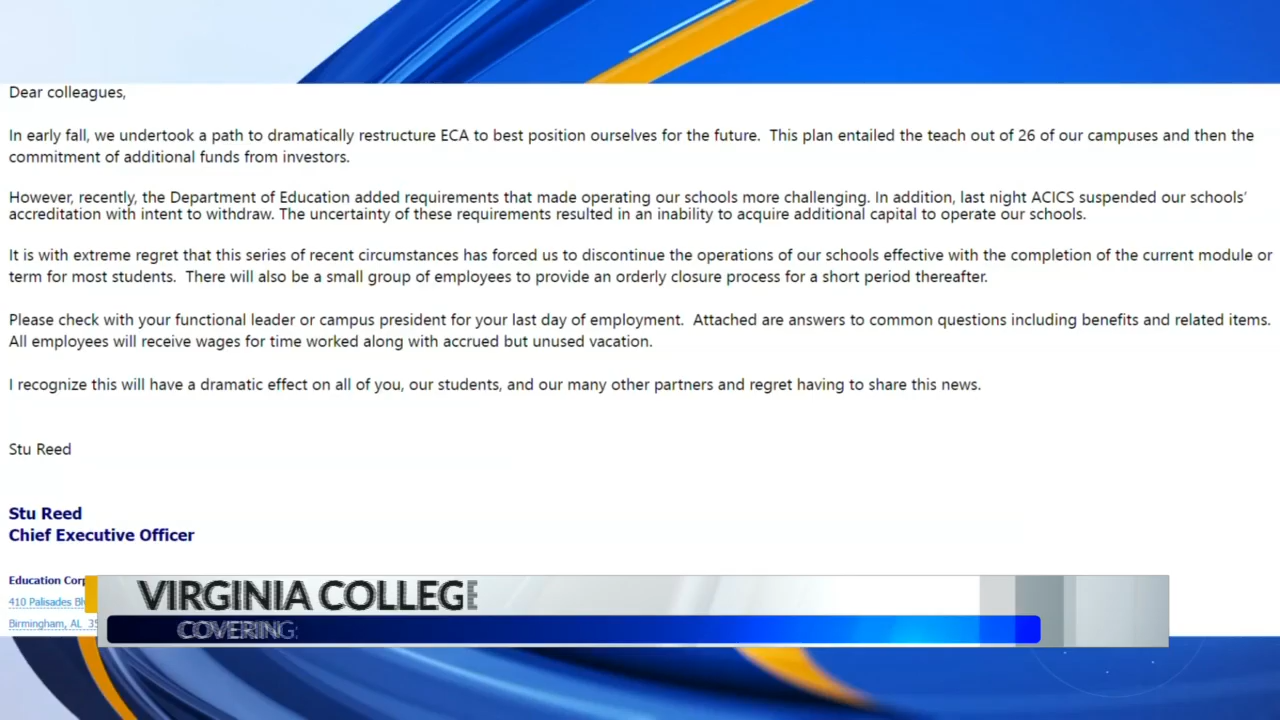 Dear colleagues,
In early fall, we undertook a path to dramatically restructure ECA to best position ourselves for the future.  This plan entailed the teach out of 26 of our campuses and then the
commitment of additional funds from investors.
However, recently, the Department of Education added requirements that made operating our schools more challenging. In addition, last night ACICS suspended our schools’
accreditation with intent to withdraw. The uncertainty of these requirements resulted in an inability to acquire additional capital to operate our schools.
It is with extreme regret that this series of recent circumstances has forced us to discontinue the operations of our schools effective with the completion of the current module or
term for most students.  There will also be a small group of employees to provide an orderly closure process for a short period thereafter.
Please check with your functional leader or campus president for your last day of employment.  Attached are answers to common questions including benefits and related items.
All employees will receive wages for time worked along with accrued but unused vacation.
I recognize this will have a dramatic effect on all of you, our students, and our many other partners and regret having to share this news.
Stu Reed
Stu Reed
Chief Executive Officer
Education Corp
410 Palisades
Birmingham, AL 35
VIRGINIA COLLEGE
COVERING: